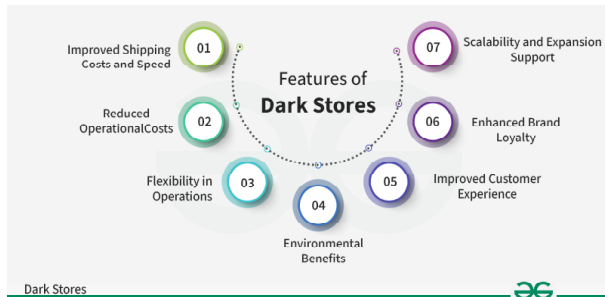 Features of
Dark Stores
01
Improved Shipping
Costs and Speed
02
Reduced
OperationalCosts
03
Flexibility in
Operations
04
Environmental
Benefits
05
Improved Customer
Experience
06
Enhanced Brand
Loyalty
07
Scalability and Expansion
Support
Dark Stores